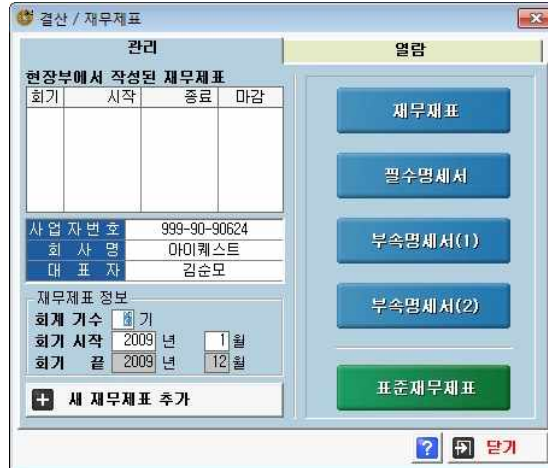 결산 / 재무제표
관리
열람
현장부에서 작성된 재무제표
회기 시작 종료 마감
사업자번호 999-90-90624
회 사 명 아이퀘스트
대 표 자 김순모
재무제표 정보
회계 기수 기
회기 시작 2009 년 1 월
회기 끝 2009 년 12 월
새 재무제표 추가
재무재표
필수명세서
부속명세서(1)
부속명세서(2)
표준재무제표
? 닫기